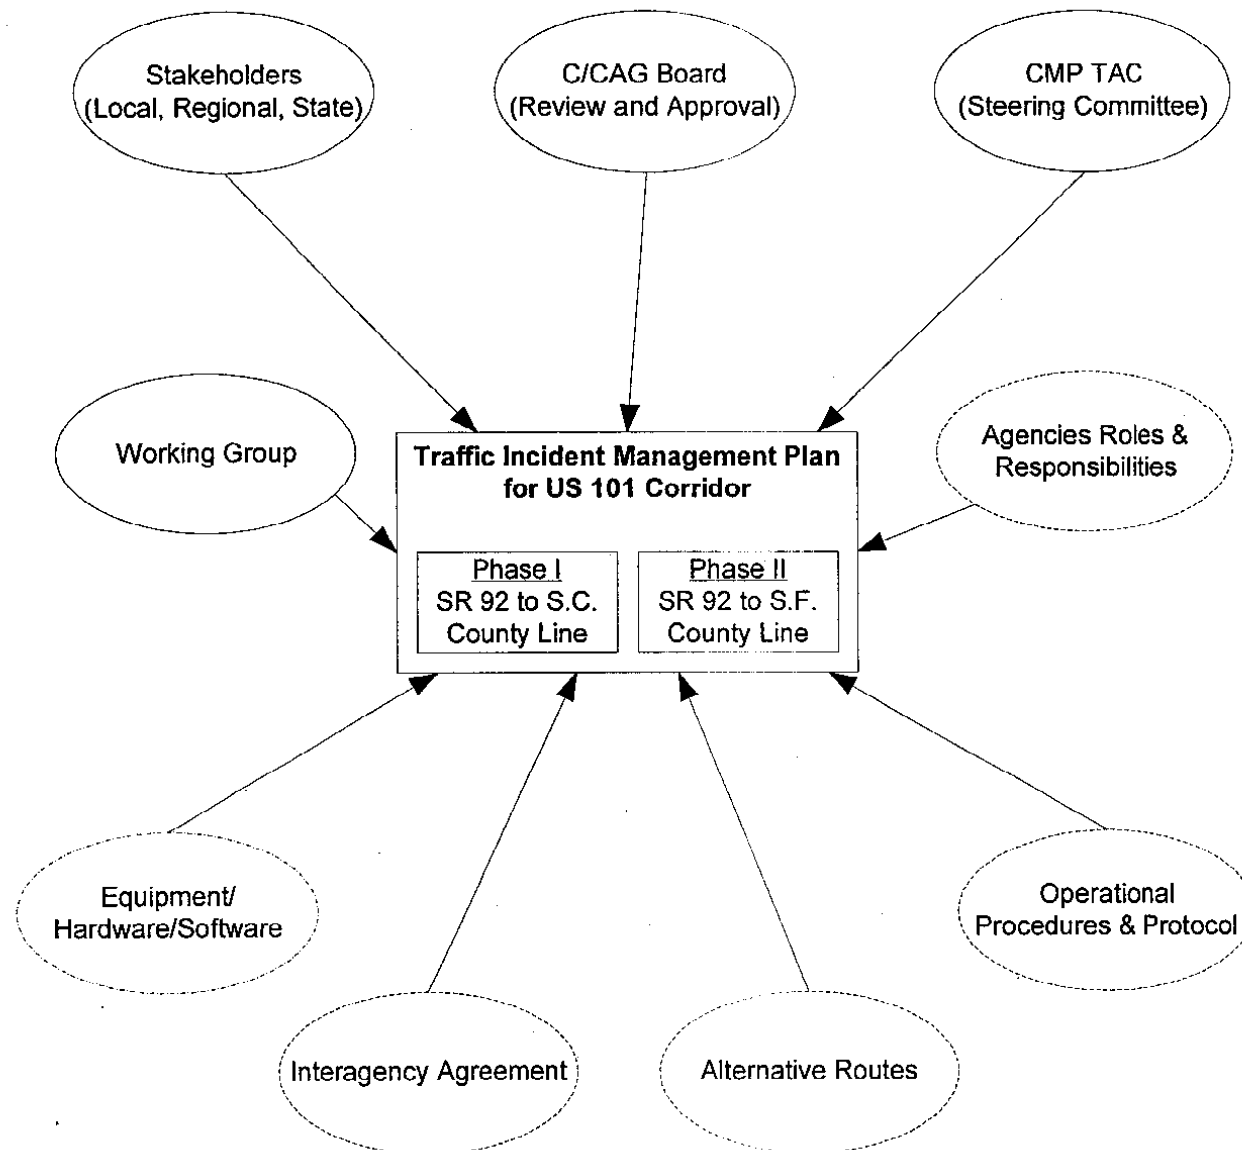 Stakeholders
(Local, Regional, State)
C/CAG Board
(Review and Approval)
CMP TAC
(Steering Committee)
Working Group
Traffic Incident Management Plan
for US 101 Corridor
Agencies Roles &
Responsibilities
Phase I
SR 92 to S.C.
County Line
Phase II
SR 92 to S.F.
County Line
Equipment/
Hardware/Software
Operational
Procedures & Protocol
Interagency Agreement
Alternative Routes